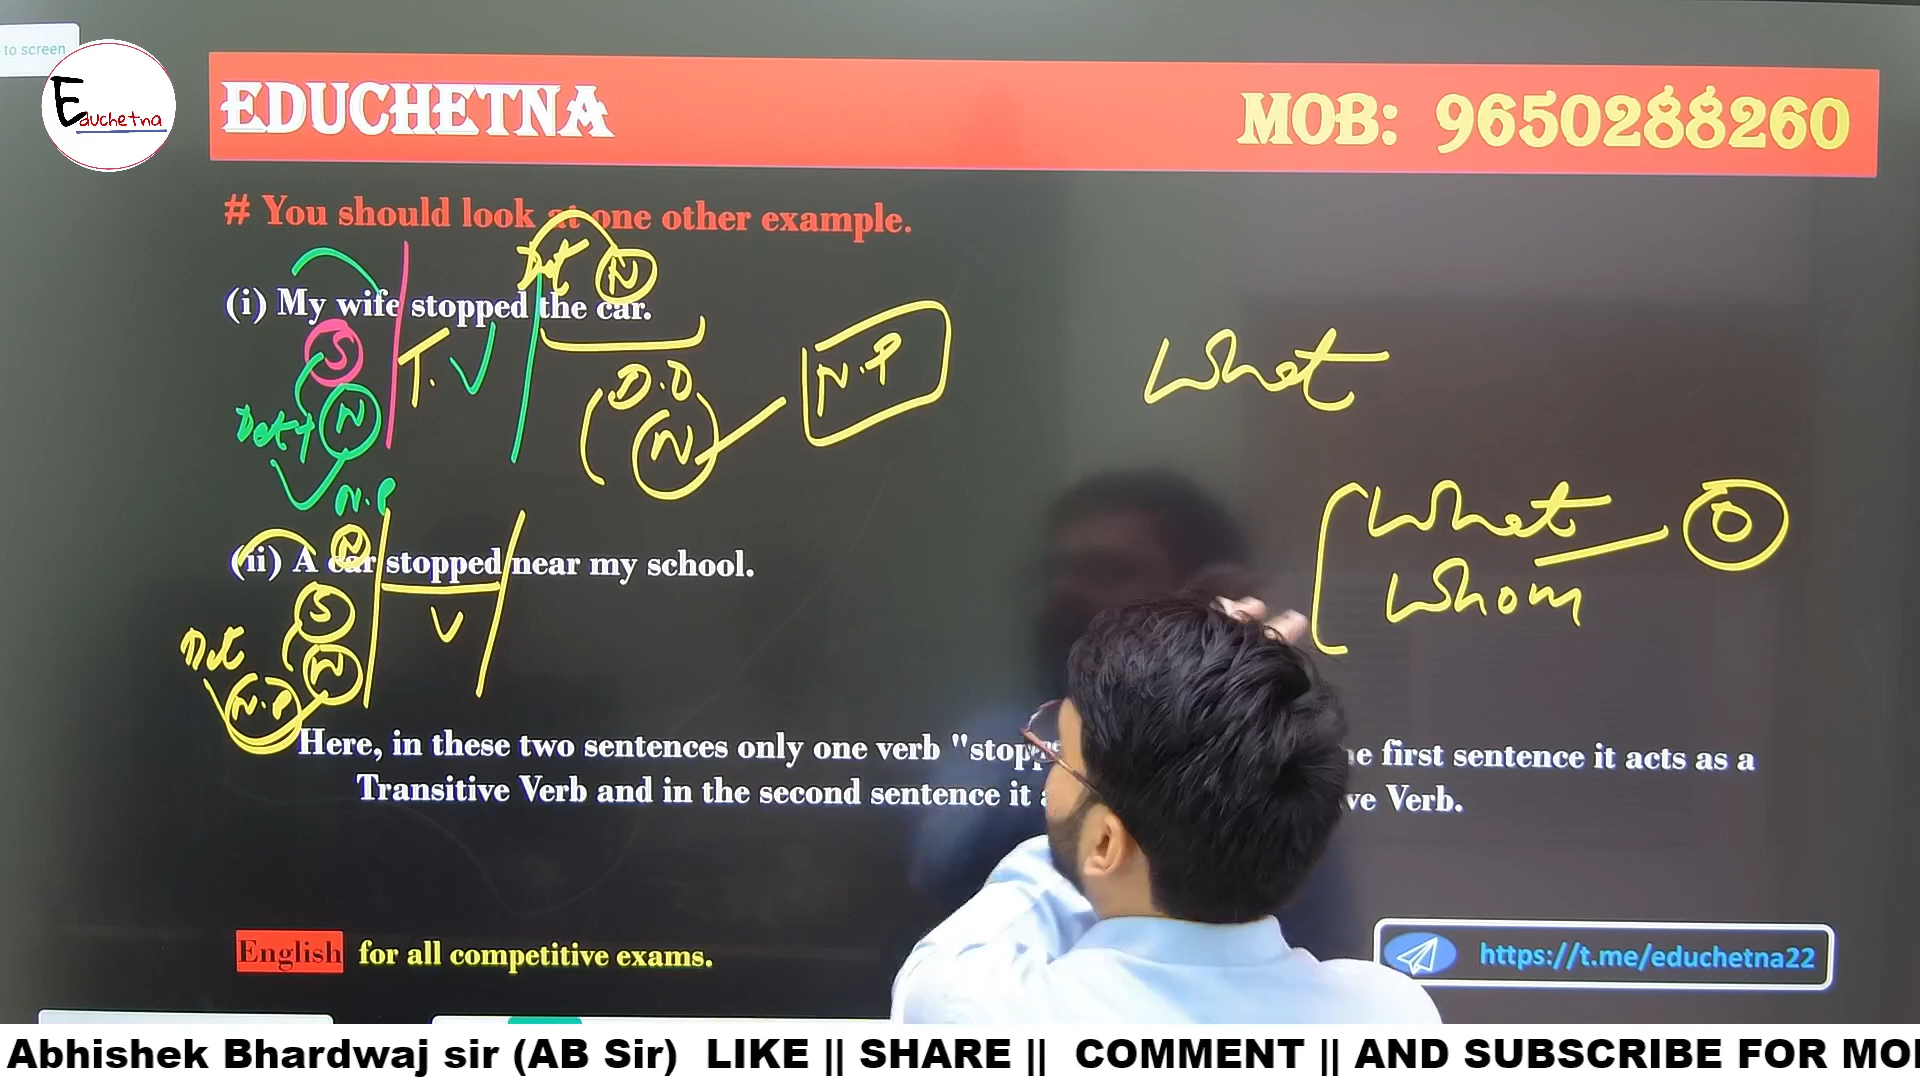 to screen
Educhetna
EDUCHETNA
MOB: 9650288260
# You should look at one other example.
Det N
(i) My wife stopped the car.
S T. V D.O N.P
Det + N N
N.P
What
What
Whom O
N
(ii) A car stopped near my school.
S V
Det N
N.P
Here, in these two sentences only one verb "stopp first sentence it acts as a
Transitive Verb and in the second sentence it Verb.
English for all competitive exams.
https://t.me/educhetna22
Abhishek Bhardwaj sir (AB Sir) LIKE || SHARE || COMMENT || AND SUBSCRIBE FOR MO